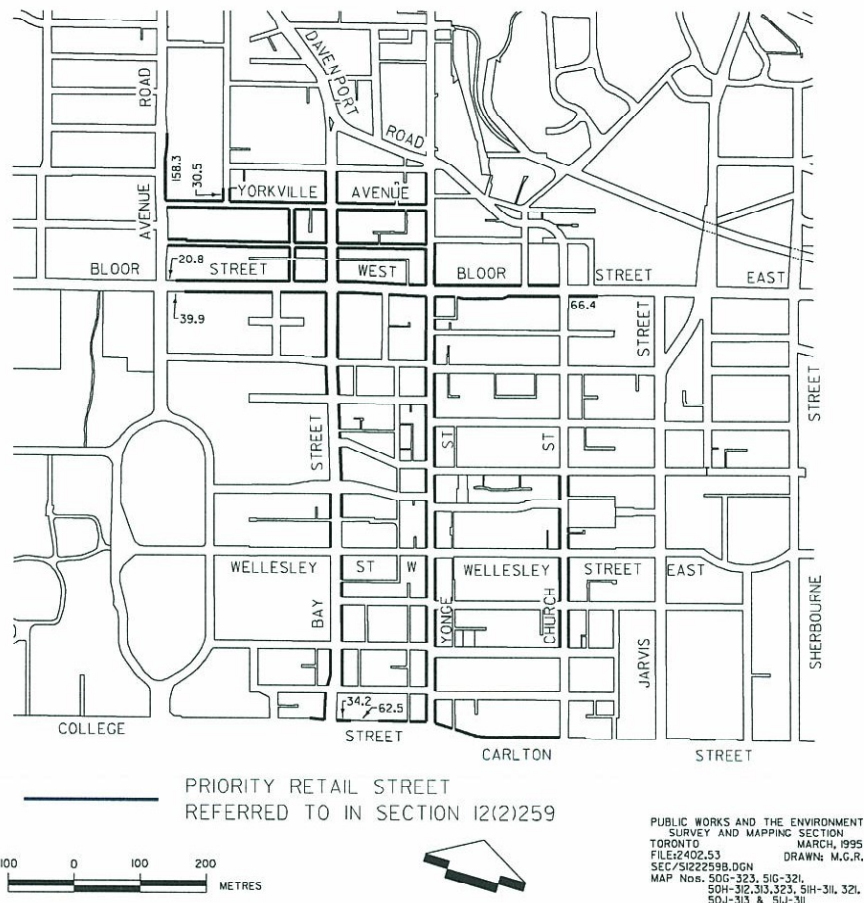 DAVENPORT
ROAD
ROAD
AVENUE
158.3
30.5
YORKVILLE AVENUE
20.8
BLOOR STREET WEST BLOOR STREET EAST
39.9
66.4
STREET
STREET
STREET
ST
ST
WELLESLEY ST W WELLESLEY STREET EAST
BAY
YONGE
CHURCH
JARVIS
SHERBOURNE
34.2
62.5
COLLEGE
STREET
CARLTON
STREET
PRIORITY RETAIL STREET
REFERRED TO IN SECTION 12(2)259
100 0 100 200
METRES
PUBLIC WORKS AND THE ENVIRONMENT
SURVEY AND MAPPING SECTION
TORONTO MARCH, 1995
FILE:2402.53 DRAWN: M.G.R.
SEC/S122259B.DGN
MAP Nos. 50G-323, 51G-321,
50H-312,313,323, 51H-311, 321,
50J-313 & 51J-311